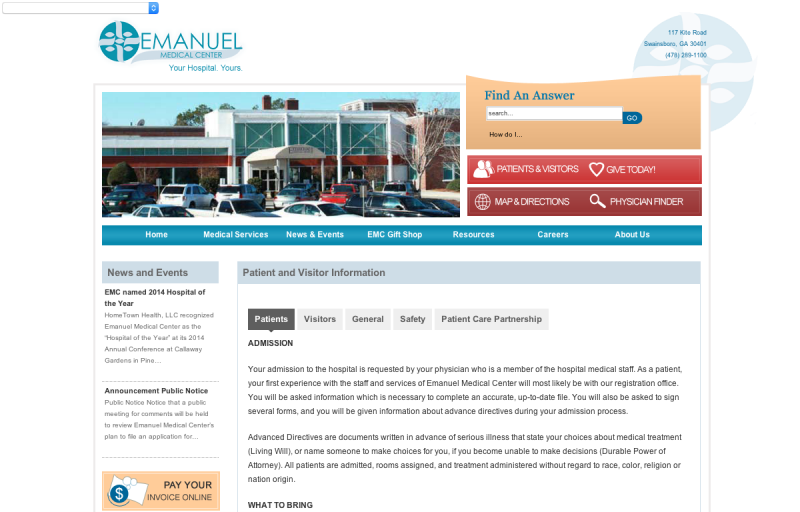 EMANUEL
MEDICAL CENTER
Your Hospital. Yours.
117 Kite Road
Swainsboro, GA 30401
(478) 289-1100
Find An Answer
search...
GO
How do I...
PATIENTS & VISITORS
GIVE TODAY!
MAP & DIRECTIONS
PHYSICIAN FINDER
Home
Medical Services
News & Events
EMC Gift Shop
Resources
Careers
About Us
News and Events
EMC named 2014 Hospital of
the Year
HomeTown Health, LLC recognized
Emanuel Medical Center as the
"Hospital of the Year" at its 2014
Annual Conference at Callaway
Gardens in Pine...
Announcement Public Notice
Public Notice Notice that a public
meeting for comments will be held
to review Emanuel Medical Center's
plan to file an application for...
PAY YOUR
INVOICE ONLINE
Patient and Visitor Information
Patients
Visitors
General
Safety
Patient Care Partnership
ADMISSION
Your admission to the hospital is requested by your physician who is a member of the hospital medical staff. As a patient,
your first experience with the staff and services of Emanuel Medical Center will most likely be with our registration office.
You will be asked information which is necessary to complete an accurate, up-to-date file. You will also be asked to sign
several forms, and you will be given information about advance directives during your admission process.
Advanced Directives are documents written in advance of serious illness that state your choices about medical treatment
(Living Will), or name someone to make choices for you, if you become unable to make decisions (Durable Power of
Attorney). All patients are admitted, rooms assigned, and treatment administered without regard to race, color, religion or
nation origin.
WHAT TO BRING